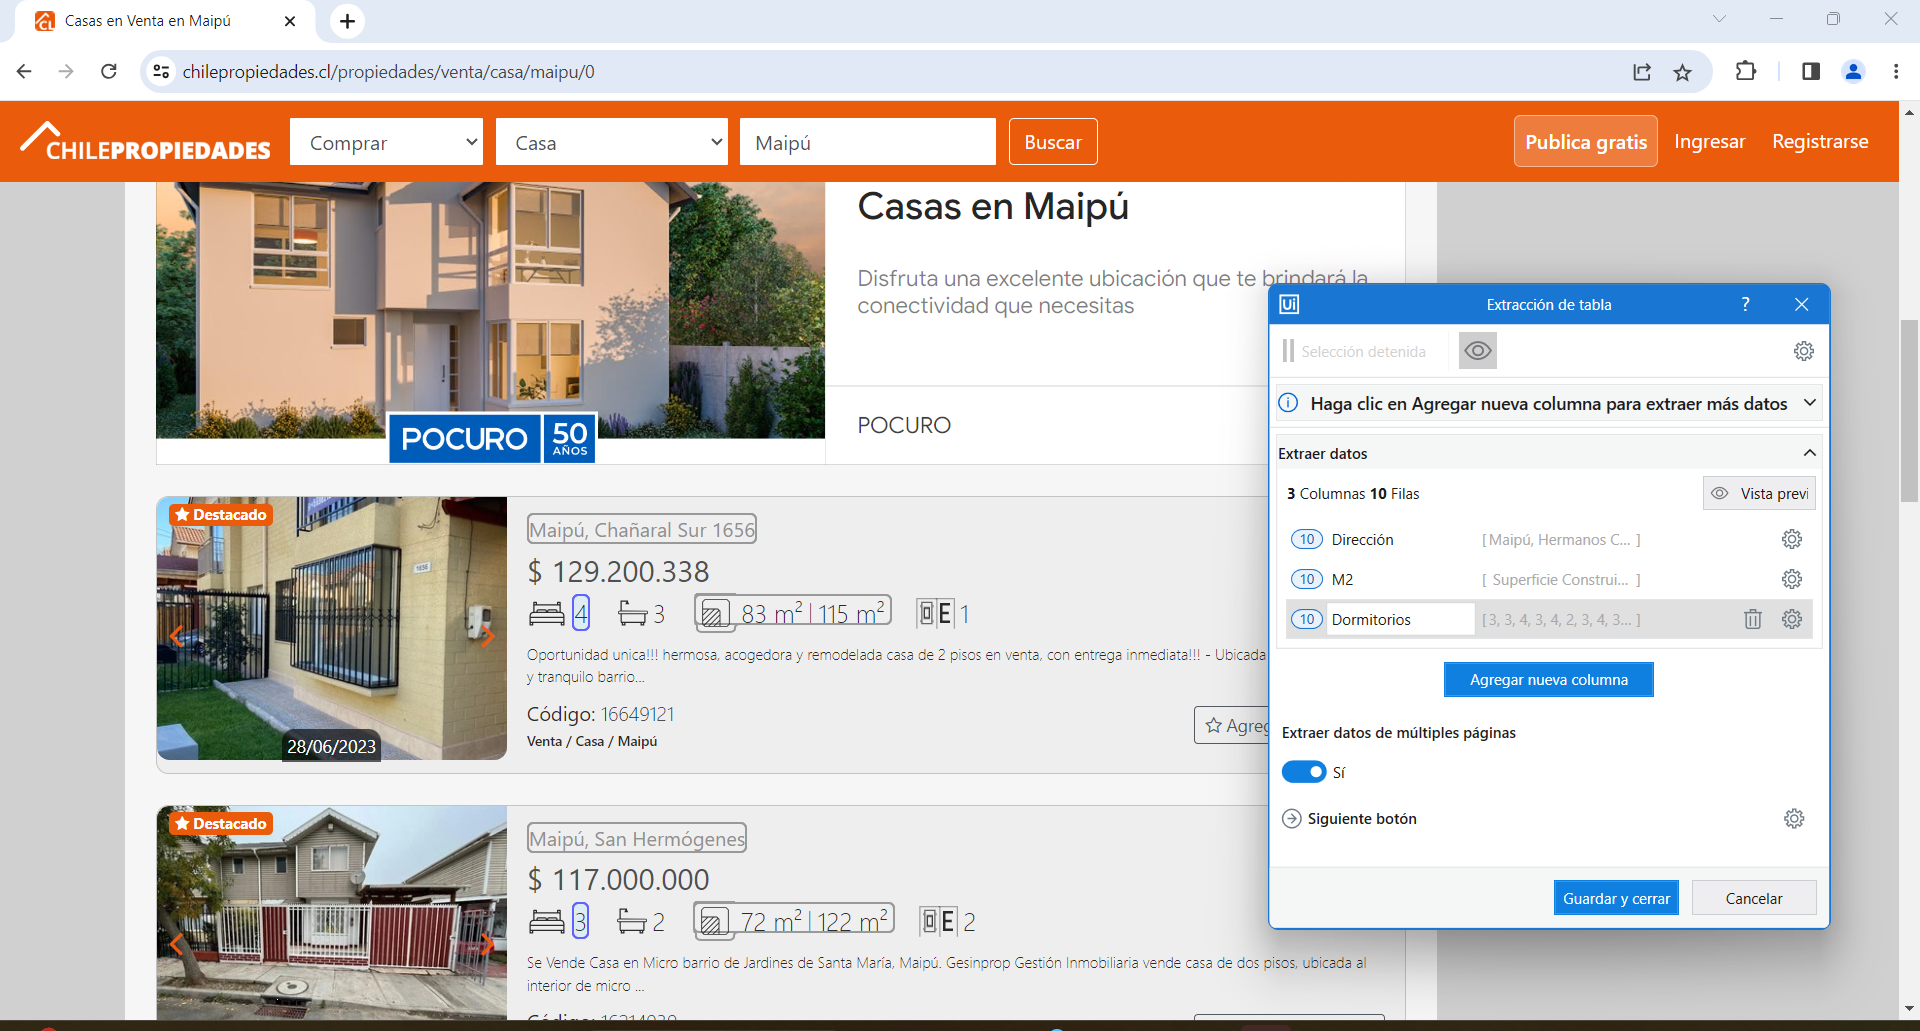 Casas en Venta en Maipú
chilepropiedades.cl/propiedades/venta/casa/maipu/0
CHILEPROPIEDADES
Comprar
Casa
Maipú
Buscar
Publica gratis
Ingresar
Registrarse
Casas en Maipú
Disfruta una excelente ubicación que te brindará la
conectividad que necesitas
POCURO
POCURO 50 AÑOS
Destacado
28/06/2023
Maipú, Chañaral Sur 1656
$ 129.200.338
4 3 83 m² | 115 m² E 1
Oportunidad unica!!! hermosa, acogedora y remodelada casa de 2 pisos en venta, con entrega inmediata!!! - Ubicada
y tranquilo barrio...
Código: 16649121
Venta / Casa / Maipú
Agreg
Destacado
Maipú, San Hermógenes
$ 117.000.000
3 2 72 m² | 122 m² E 2
Se Vende Casa en Micro barrio de Jardines de Santa María, Maipú. Gesinprop Gestión Inmobiliaria vende casa de dos pisos, ubicada al
interior de micro ...
Ui
Extracción de tabla
?
Selección detenida
Haga clic en Agregar nueva columna para extraer más datos
Extraer datos
3 Columnas 10 Filas
Vista previ
10 Dirección [ Maipú, Hermanos C... ]
10 M2 [ Superficie Construi... ]
10 Dormitorios [ 3, 3, 4, 3, 4, 2, 3, 4, 3... ]
Agregar nueva columna
Extraer datos de múltiples páginas
Sí
Siguiente botón
Guardar y cerrar
Cancelar